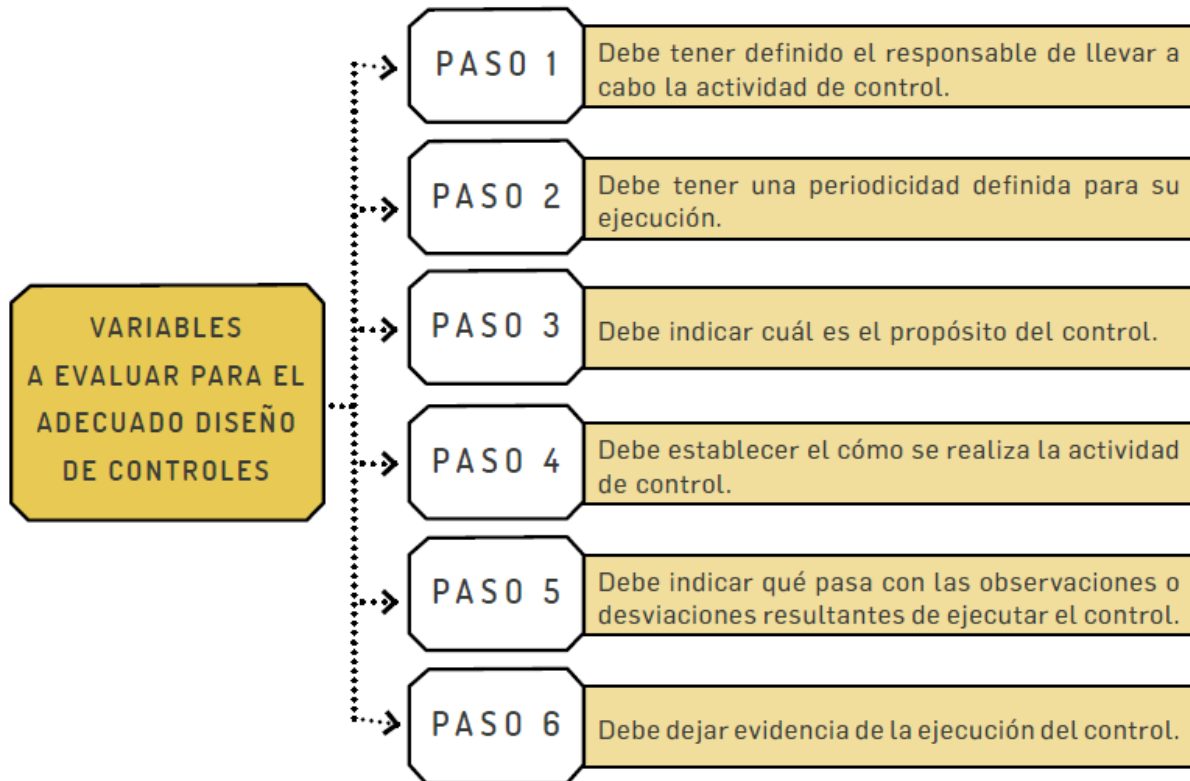 VARIABLES
A EVALUAR PARA EL
ADECUADO DISEÑO
DE CONTROLES
PASO 1
Debe tener definido el responsable de llevar a
cabo la actividad de control.
PASO 2
Debe tener una periodicidad definida para su
ejecución.
PASO 3
Debe indicar cuál es el propósito del control.
PASO 4
Debe establecer el cómo se realiza la actividad
de control.
PASO 5
Debe indicar qué pasa con las observaciones o
desviaciones resultantes de ejecutar el control.
PASO 6
Debe dejar evidencia de la ejecución del control.